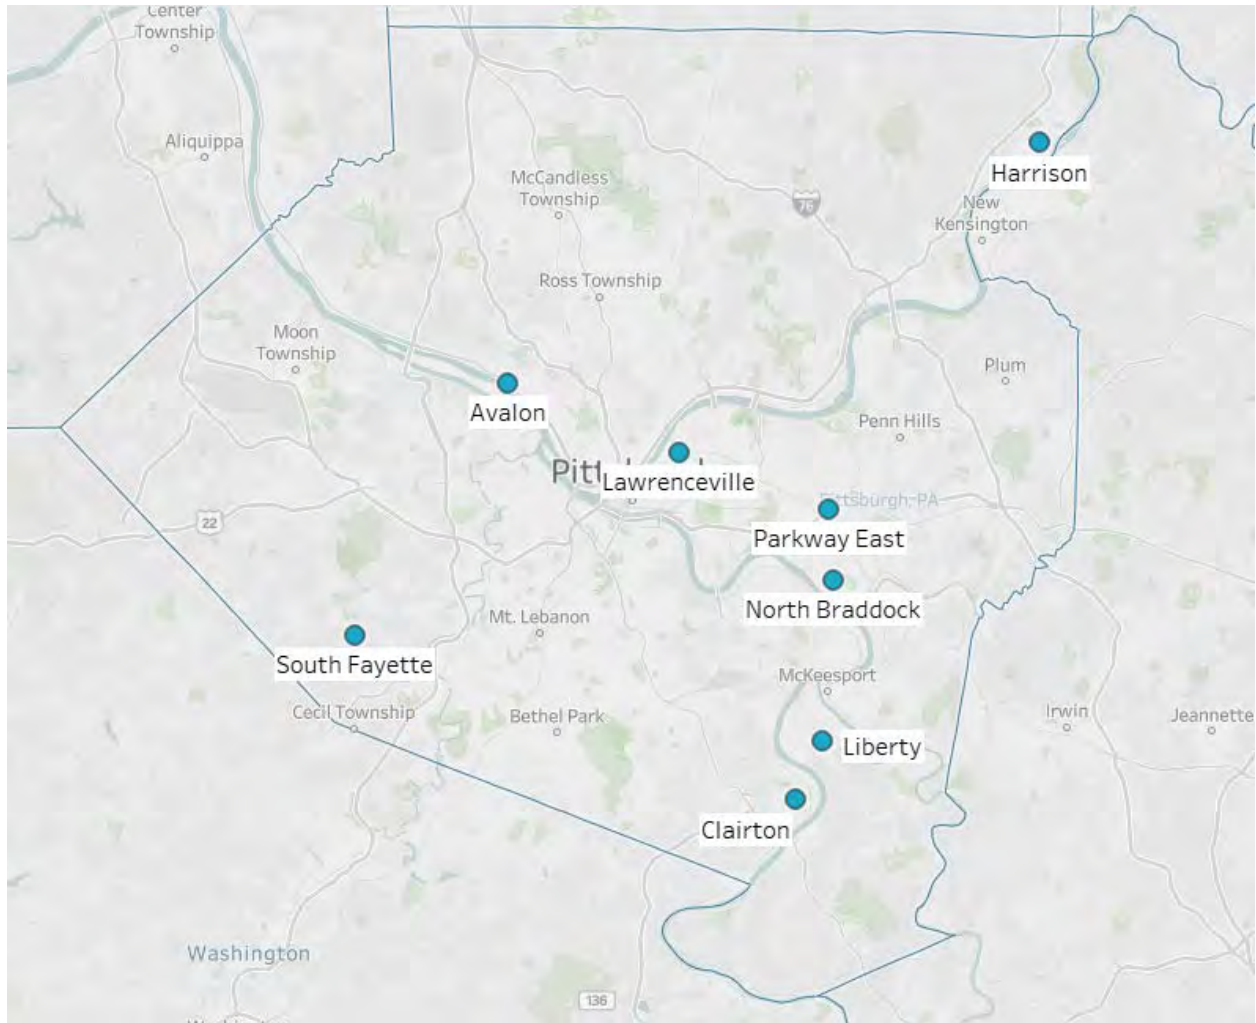 Center
Township
Aliquippa
McCandless
Township
76
Harrison
New
Kensington
Ross Township
Moon
Township
Plum
Avalon
Penn Hills
Lawrenceville
Pittsburgh, PA
22
Parkway East
North Braddock
Mt. Lebanon
South Fayette
McKeesport
Cecil Township
Bethel Park
Irwin
Jeannette
Liberty
Clairton
Washington
136